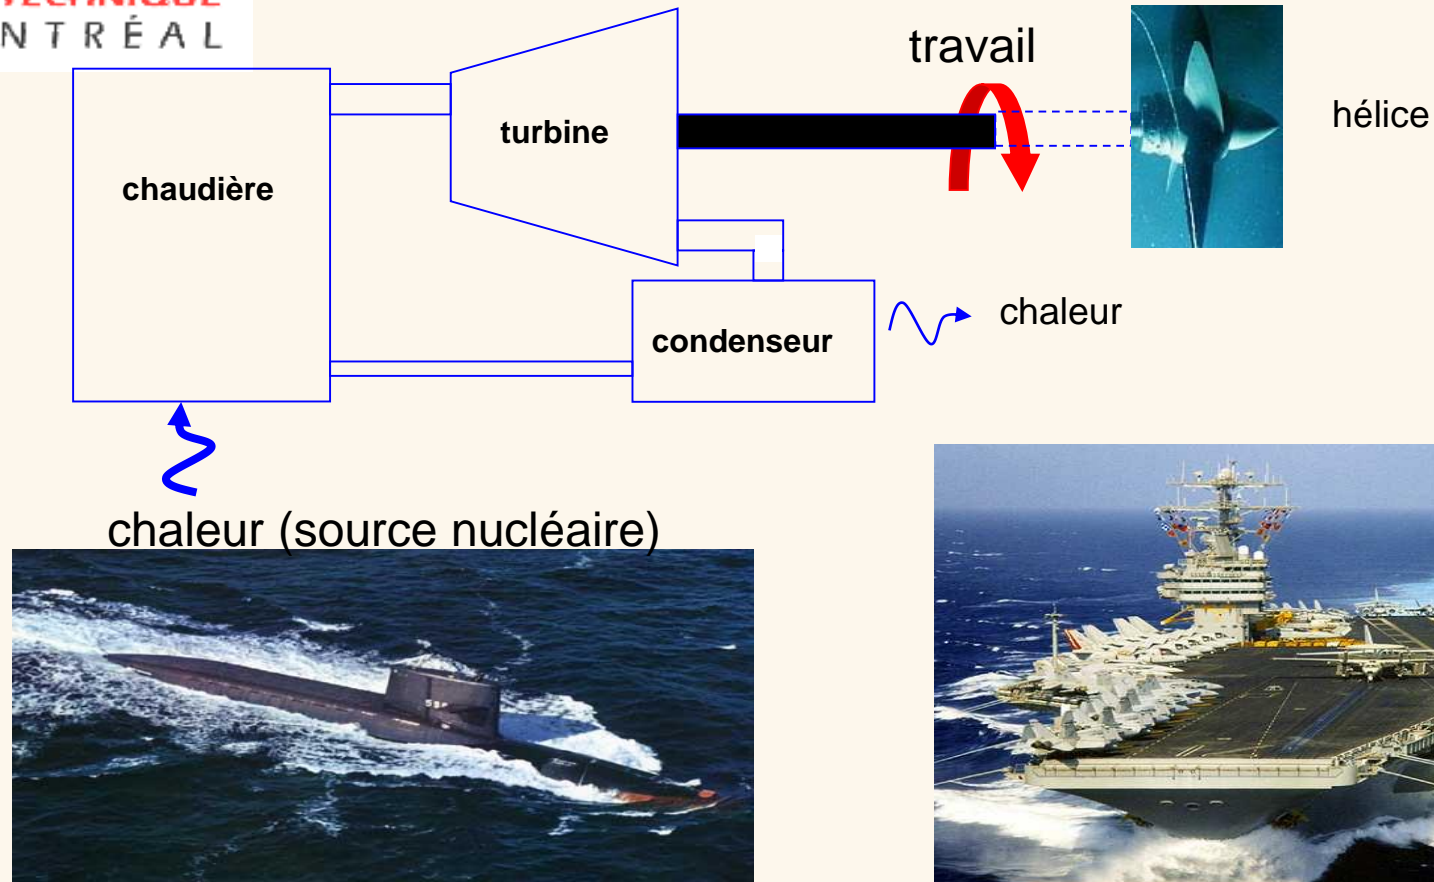 NTRÉAL
travail
hélice
turbine
chaudière
chaleur
condenseur
chaleur (source nucléaire)